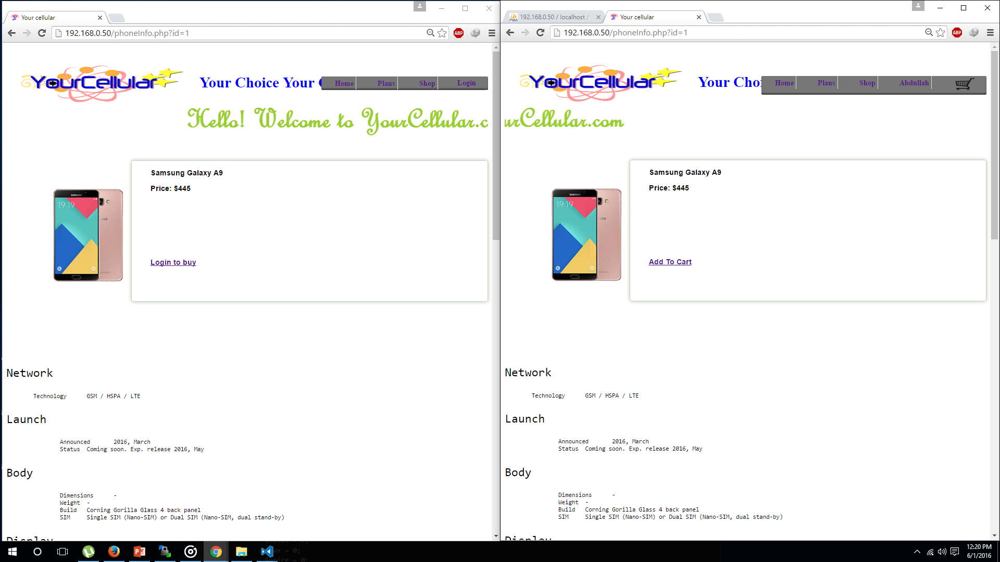 Your cellular
192.168.0.50/phoneInfo.php?id=1
ABP
YourCellular
Your Choice Your
Home
Plans
Shop
Login
Hello! Welcome to YourCellular.c
Samsung Galaxy A9
Price: $445
SAMSUNG
19:19
Login to buy
Network
Technology GSM / HSPA / LTE
Launch
Announced 2016, March
Status Coming soon. Exp. release 2016, May
Body
Dimensions -
Weight -
Build Corning Gorilla Glass 4 back panel
SIM Single SIM (Nano-SIM) or Dual SIM (Nano-SIM, dual stand-by)
Display
PMA
192.168.0.50 / localhost /
Your cellular
192.168.0.50/phoneInfo.php?id=1
ABP
YourCellular
Your Choi
Home
Plans
Shop
Abdullah
urCellular.com
Samsung Galaxy A9
Price: $445
SAMSUNG
19:19
Add To Cart
Network
Technology GSM / HSPA / LTE
Launch
Announced 2016, March
Status Coming soon. Exp. release 2016, May
Body
Dimensions -
Weight -
Build Corning Gorilla Glass 4 back panel
SIM Single SIM (Nano-SIM) or Dual SIM (Nano-SIM, dual stand-by)
Display
12:20 PM
6/1/2016